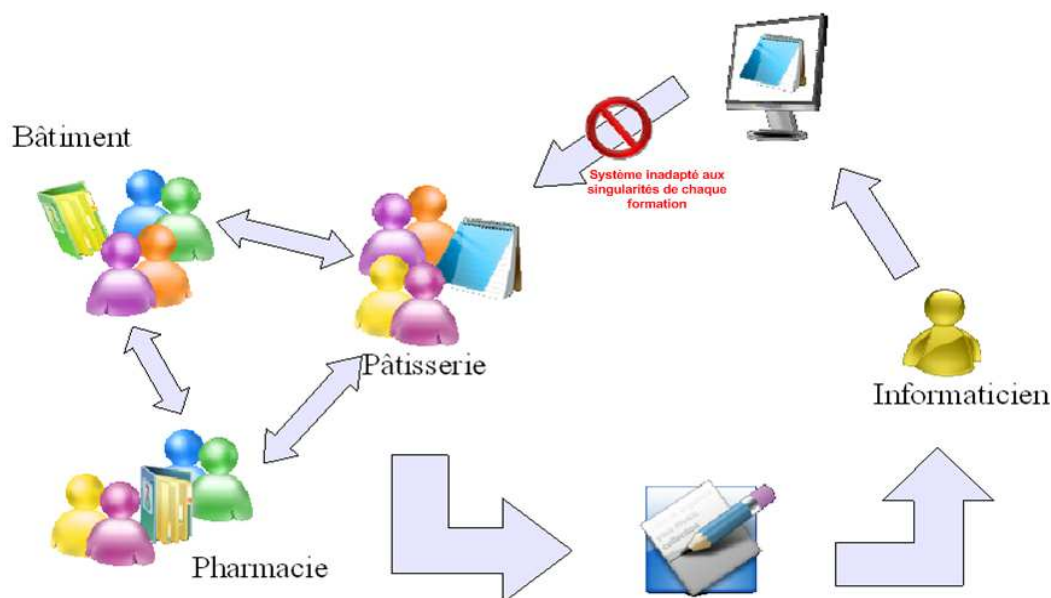 Bâtiment
Système inadapté aux
singularités de chaque
formation
Pâtisserie
Informaticien
Pharmacie